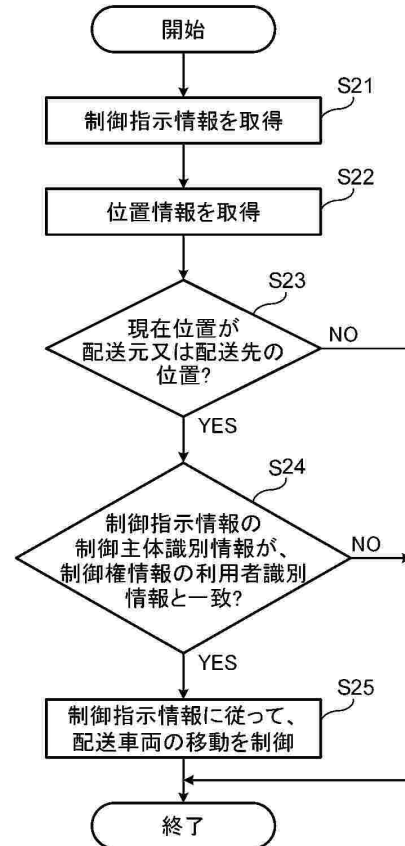 開始
S21
制御指示情報を取得
S22
位置情報を取得
S23
現在位置が
配送元又は配送先の
位置?
NO
YES
S24
制御指示情報の
制御主体識別情報が、
制御権情報の利用者識別
情報と一致?
NO
YES
S25
制御指示情報に従って、
配送車両の移動を制御
終了